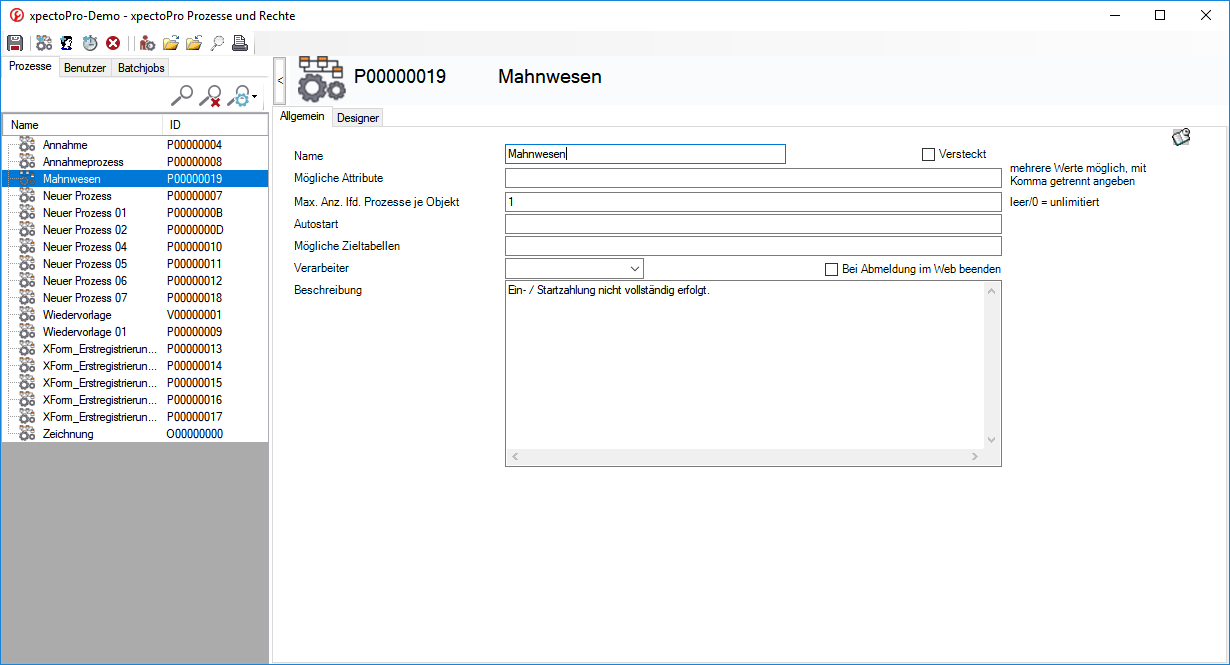 xpectoPro-Demo - xpectoPro Prozesse und Rechte
Prozesse Benutzer Batchjobs
Name ID
Annahme P00000004
Annahmeprozess P00000008
Mahnwesen P00000019
Neuer Prozess P00000007
Neuer Prozess 01 P0000000B
Neuer Prozess 02 P0000000D
Neuer Prozess 04 P00000010
Neuer Prozess 05 P00000011
Neuer Prozess 06 P00000012
Neuer Prozess 07 P00000018
Wiedervorlage V00000001
Wiedervorlage 01 P00000009
XForm_Erstregistrierun... P00000013
XForm_Erstregistrierun... P00000014
XForm_Erstregistrierun... P00000015
XForm_Erstregistrierun... P00000016
XForm_Erstregistrierun... P00000017
Zeichnung O00000000
<
P00000019 Mahnwesen
Allgemein Designer
Name Mahnwesen Versteckt
Mögliche Attribute mehrere Werte möglich, mit
Komma getrennt angeben
Max. Anz. lfd. Prozesse je Objekt 1 leer/0 = unlimitiert
Autostart
Mögliche Zieltabellen
Verarbeiter Bei Abmeldung im Web beenden
Beschreibung Ein- / Startzahlung nicht vollständig erfolgt.